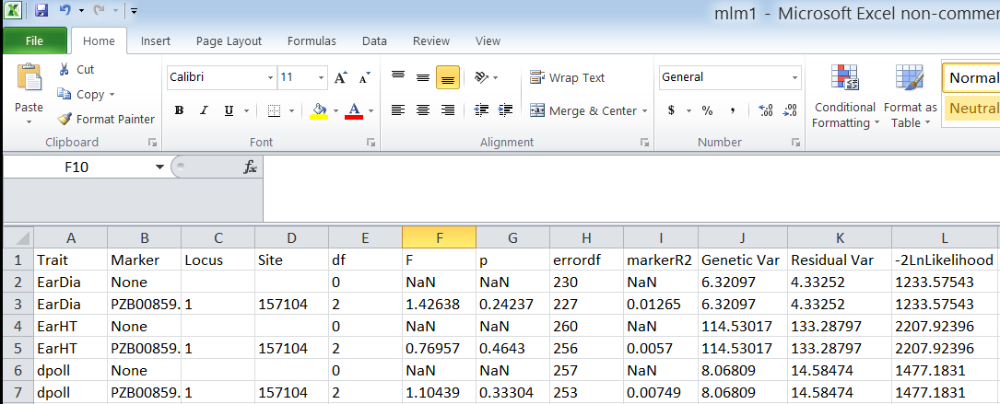 mlm1 - Microsoft Excel non-comme
File Home Insert Page Layout Formulas Data Review View
Paste Cut Calibri 11 A A Wrap Text General Conditional Formatting Format as Table Normal
Copy B I U A Merge & Center $ % , .0 .00 .00 .0 Neutral
Format Painter
Clipboard Font Alignment Number
F10 fx
A B C D E F G H I J K L
1 Trait Marker Locus Site df F p errordf markerR2 Genetic Var Residual Var -2LnLikelihood
2 EarDia None 0 NaN NaN 230 NaN 6.32097 4.33252 1233.57543
3 EarDia PZB00859. 1 157104 2 1.42638 0.24237 227 0.01265 6.32097 4.33252 1233.57543
4 EarHT None 0 NaN NaN 260 NaN 114.53017 133.28797 2207.92396
5 EarHT PZB00859. 1 157104 2 0.76957 0.4643 256 0.0057 114.53017 133.28797 2207.92396
6 dpoll None 0 NaN NaN 257 NaN 8.06809 14.58474 1477.1831
7 dpoll PZB00859. 1 157104 2 1.10439 0.33304 253 0.00749 8.06809 14.58474 1477.1831